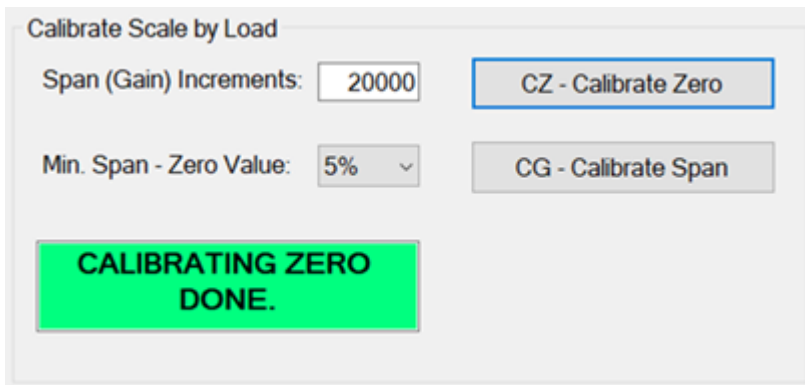 Calibrate Scale by Load
Span (Gain) Increments: 20000 CZ - Calibrate Zero
Min. Span - Zero Value: 5% CG - Calibrate Span
CALIBRATING ZERO
DONE.